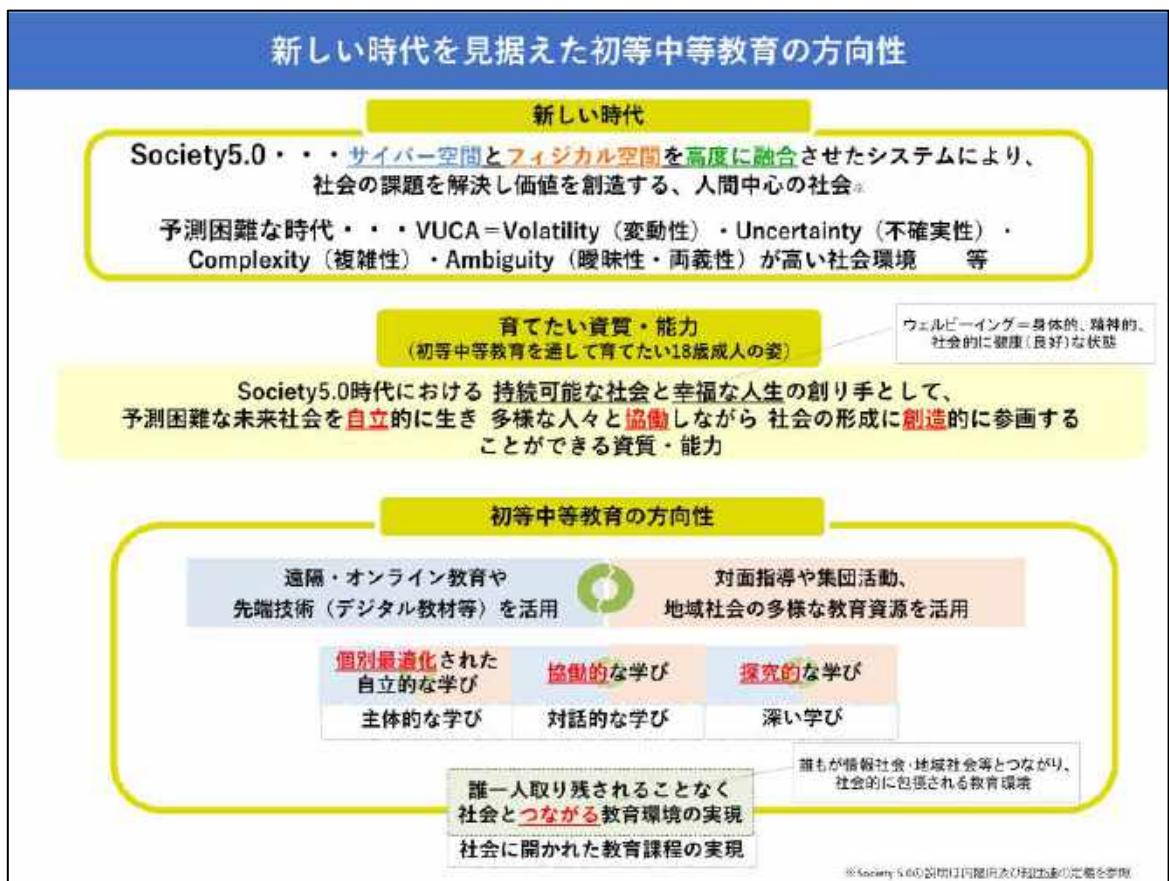 新しい時代を見据えた初等中等教育の方向性
新しい時代
Society5.0・・・サイバー空間とフィジカル空間を高度に融合させたシステムにより、
社会の課題を解決し価値を創造する、人間中心の社会※
予測困難な時代・・・VUCA＝Volatility（変動性）・Uncertainty（不確実性）・
Complexity（複雑性）・Ambiguity（曖昧性・両義性）が高い社会環境　等
育てたい資質・能力
（初等中等教育を通して育てたい18歳成人の姿）
ウェルビーイング＝身体的、精神的、
社会的に健康（良好）な状態
Society5.0時代における 持続可能な社会と幸福な人生の創り手として、
予測困難な未来社会を自立的に生き 多様な人々と協働しながら 社会の形成に創造的に参画する
ことができる資質・能力
初等中等教育の方向性
遠隔・オンライン教育や
先端技術（デジタル教材等）を活用
対面指導や集団活動、
地域社会の多様な教育資源を活用
個別最適化された
自立的な学び
協働的な学び
探究的な学び
主体的な学び
対話的な学び
深い学び
誰もが情報社会・地域社会等とつながり、
社会的に包摂される教育環境
誰一人取り残されることなく
社会とつながる教育環境の実現
社会に開かれた教育課程の実現
※Society 5.0の説明は内閣府及び経団連の定義を参照